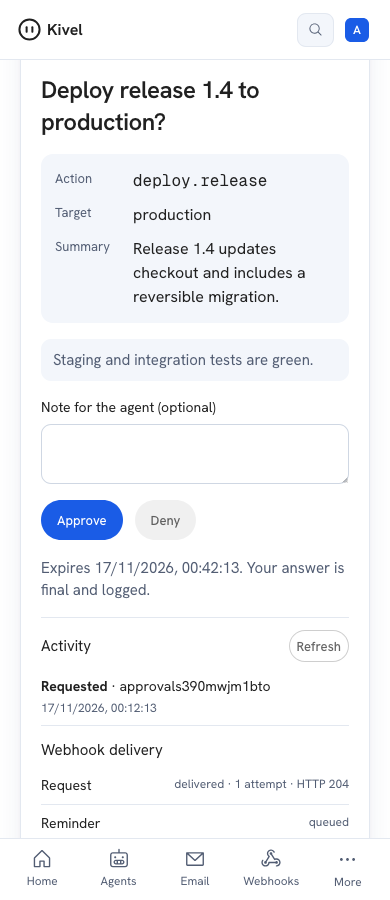 Kivel
A
Deploy release 1.4 to
production?
Action deploy.release
Target production
Summary Release 1.4 updates
checkout and includes a
reversible migration.
Staging and integration tests are green.
Note for the agent (optional)
Approve Deny
Expires 17/11/2026, 00:42:13. Your answer is
final and logged.
Activity Refresh
Requested · approvals390mwjm1bto
17/11/2026, 00:12:13
Webhook delivery
Request delivered · 1 attempt · HTTP 204
Reminder queued
Home Agents Email Webhooks More